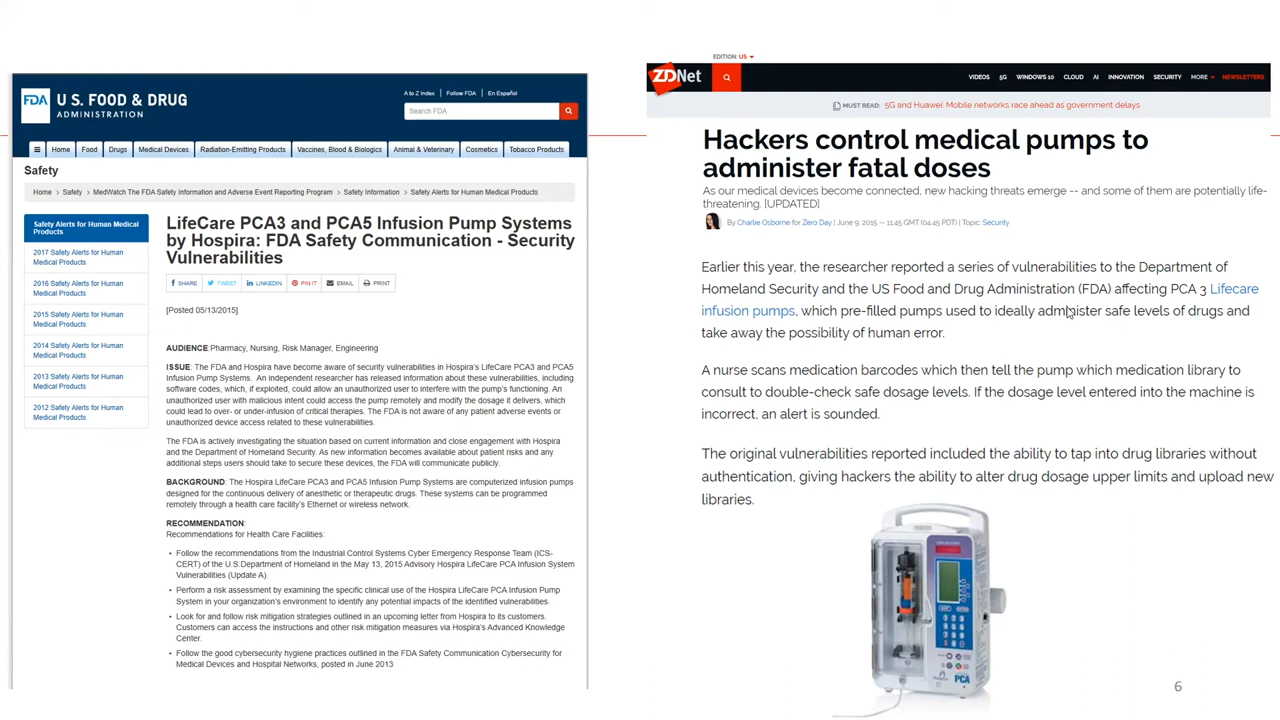 FDA
U.S. FOOD & DRUG
ADMINISTRATION
A to Z Index
Follow FDA
En Español
Search FDA
Home
Food
Drugs
Medical Devices
Radiation-Emitting Products
Vaccines, Blood & Biologics
Animal & Veterinary
Cosmetics
Tobacco Products
Safety
Home > Safety > MedWatch The FDA Safety Information and Adverse Event Reporting Program > Safety Information > Safety Alerts for Human Medical Products
Safety Alerts for Human Medical
Products
2017 Safety Alerts for Human
Medical Products
2016 Safety Alerts for Human
Medical Products
2015 Safety Alerts for Human
Medical Products
2014 Safety Alerts for Human
Medical Products
2013 Safety Alerts for Human
Medical Products
2012 Safety Alerts for Human
Medical Products
LifeCare PCA3 and PCA5 Infusion Pump Systems
by Hospira: FDA Safety Communication - Security
Vulnerabilities
SHARE
TWEET
LINKEDIN
PIN IT
EMAIL
PRINT
[Posted 05/13/2015]
AUDIENCE:Pharmacy, Nursing, Risk Manager, Engineering
ISSUE: The FDA and Hospira have become aware of security vulnerabilities in Hospira's LifeCare PCA3 and PCA5
Infusion Pump Systems. An independent researcher has released information about these vulnerabilities, including
software codes, which, if exploited, could allow an unauthorized user to interfere with the pump's functioning. An
unauthorized user with malicious intent could access the pump remotely and modify the dosage it delivers, which
could lead to over- or under-infusion of critical therapies. The FDA is not aware of any patient adverse events or
unauthorized device access related to these vulnerabilities.
The FDA is actively investigating the situation based on current information and close engagement with Hospira
and the Department of Homeland Security. As new information becomes available about patient risks and any
additional steps users should take to secure these devices, the FDA will communicate publicly.
BACKGROUND: The Hospira LifeCare PCA3 and PCA5 Infusion Pump Systems are computerized infusion pumps
designed for the continuous delivery of anesthetic or therapeutic drugs. These systems can be programmed
remotely through a health care facility's Ethernet or wireless network.
RECOMMENDATION:
Recommendations for Health Care Facilities:
• Follow the recommendations from the Industrial Control Systems Cyber Emergency Response Team (ICS-
CERT) of the U.S.Department of Homeland in the May 13, 2015 Advisory Hospira LifeCare PCA Infusion System
Vulnerabilities (Update A).
• Perform a risk assessment by examining the specific clinical use of the Hospira LifeCare PCA Infusion Pump
System in your organization's environment to identify any potential impacts of the identified vulnerabilities.
• Look for and follow risk mitigation strategies outlined in an upcoming letter from Hospira to its customers.
Customers can access the instructions and other risk mitigation measures via Hospira's Advanced Knowledge
Center.
• Follow the good cybersecurity hygiene practices outlined in the FDA Safety Communication Cybersecurity for
Medical Devices and Hospital Networks, posted in June 2013
EDITION: US
ZDNet
VIDEOS
5G
WINDOWS 10
CLOUD
AI
INNOVATION
SECURITY
MORE
NEWSLETTERS
MUST READ: 5G and Huawei: Mobile networks race ahead as government delays
Hackers control medical pumps to
administer fatal doses
As our medical devices become connected, new hacking threats emerge -- and some of them are potentially life-
threatening. [UPDATED]
By Charlie Osborne for Zero Day | June 9, 2015 -- 11:45 GMT (04:45 PDT) | Topic: Security
Earlier this year, the researcher reported a series of vulnerabilities to the Department of
Homeland Security and the US Food and Drug Administration (FDA) affecting PCA 3 Lifecare
infusion pumps, which pre-filled pumps used to ideally administer safe levels of drugs and
take away the possibility of human error.
A nurse scans medication barcodes which then tell the pump which medication library to
consult to double-check safe dosage levels. If the dosage level entered into the machine is
incorrect, an alert is sounded.
The original vulnerabilities reported included the ability to tap into drug libraries without
authentication, giving hackers the ability to alter drug dosage upper limits and upload new
libraries.
PCA
6